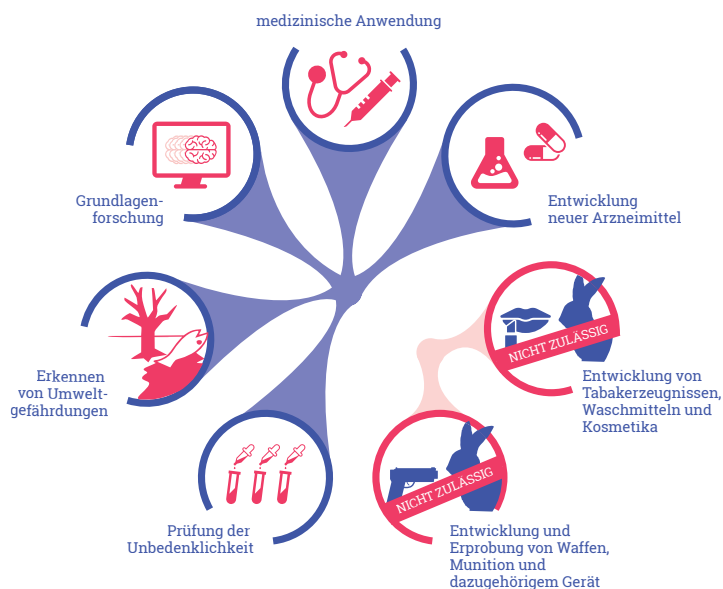 medizinische Anwendung
Grundlagen-
forschung
Entwicklung
neuer Arzneimittel
NICHT ZULÄSSIG
Erkennen
von Umwelt-
gefährdungen
Entwicklung von
Tabakerzeugnissen,
Waschmitteln und
Kosmetika
NICHT ZULÄSSIG
Prüfung der
Unbedenklichkeit
Entwicklung und
Erprobung von Waffen,
Munition und
dazugehörigem Gerät